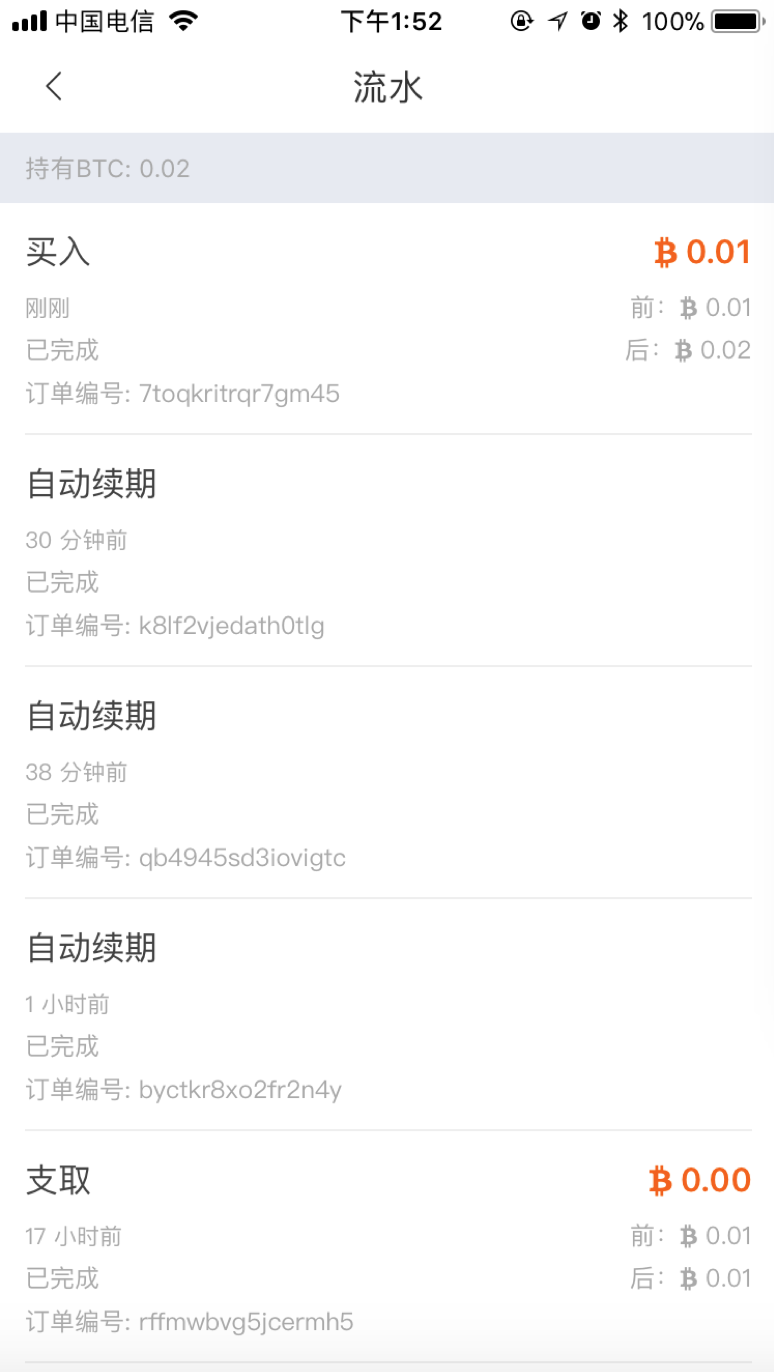 中国电信 下午1:52 100%
流水
持有BTC: 0.02
买入 ₿ 0.01
刚刚 前：₿ 0.01
已完成 后：₿ 0.02
订单编号: 7toqkritrqr7gm45
自动续期
30 分钟前
已完成
订单编号: k8lf2vjedath0tlg
自动续期
38 分钟前
已完成
订单编号: qb4945sd3iovigtc
自动续期
1 小时前
已完成
订单编号: byctkr8xo2fr2n4y
支取 ₿ 0.00
17 小时前 前：₿ 0.01
已完成 后：₿ 0.01
订单编号: rffmwbvg5jcermh5